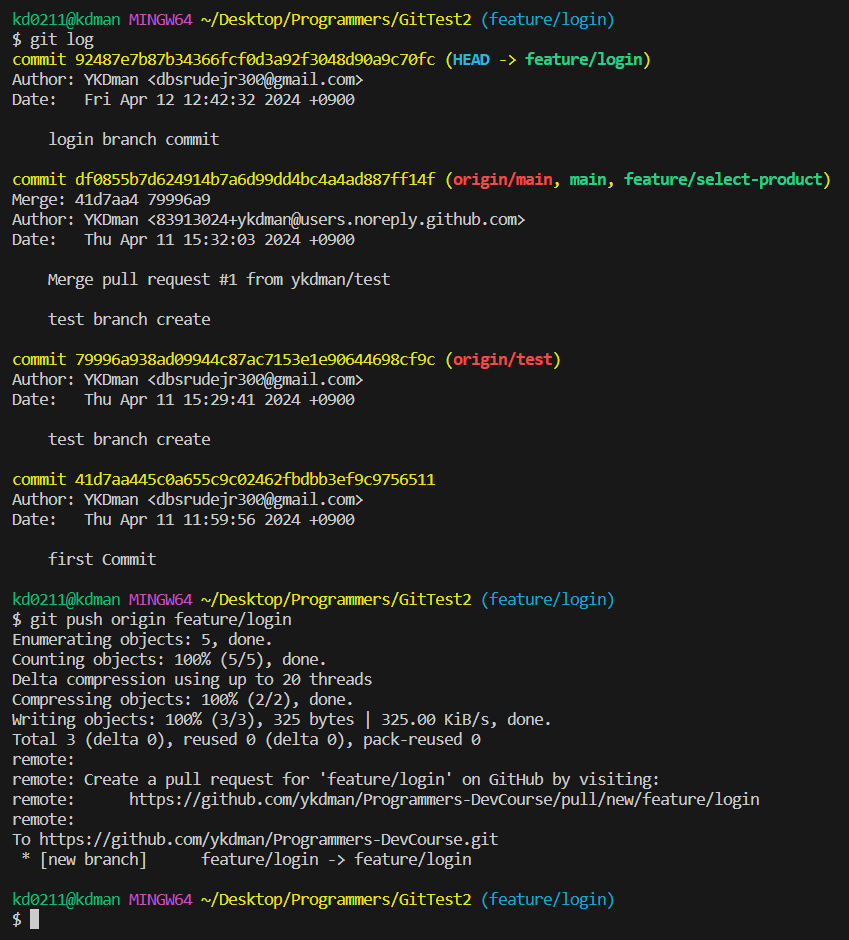 kd0211@kdman MINGW64 ~/Desktop/Programmers/GitTest2 (feature/login)
$ git log
commit 92487e7b87b34366fcf0d3a92f3048d90a9c70fc (HEAD -> feature/login)
Author: YKDman <dbsrudejr300@gmail.com>
Date:   Fri Apr 12 12:42:32 2024 +0900

    login branch commit

commit df0855b7d624914b7a6d99dd4bc4a4ad887ff14f (origin/main, main, feature/select-product)
Merge: 41d7aa4 79996a9
Author: YKDman <83913024+ykdman@users.noreply.github.com>
Date:   Thu Apr 11 15:32:03 2024 +0900

    Merge pull request #1 from ykdman/test

    test branch create

commit 79996a938ad09944c87ac7153e1e90644698cf9c (origin/test)
Author: YKDman <dbsrudejr300@gmail.com>
Date:   Thu Apr 11 15:29:41 2024 +0900

    test branch create

commit 41d7aa445c0a655c9c02462fbdbb3ef9c9756511
Author: YKDman <dbsrudejr300@gmail.com>
Date:   Thu Apr 11 11:59:56 2024 +0900

    first Commit

kd0211@kdman MINGW64 ~/Desktop/Programmers/GitTest2 (feature/login)
$ git push origin feature/login
Enumerating objects: 5, done.
Counting objects: 100% (5/5), done.
Delta compression using up to 20 threads
Compressing objects: 100% (2/2), done.
Writing objects: 100% (3/3), 325 bytes | 325.00 KiB/s, done.
Total 3 (delta 0), reused 0 (delta 0), pack-reused 0
remote:
remote: Create a pull request for 'feature/login' on GitHub by visiting:
remote:      https://github.com/ykdman/Programmers-DevCourse/pull/new/feature/login
remote:
To https://github.com/ykdman/Programmers-DevCourse.git
 * [new branch]      feature/login -> feature/login

kd0211@kdman MINGW64 ~/Desktop/Programmers/GitTest2 (feature/login)
$